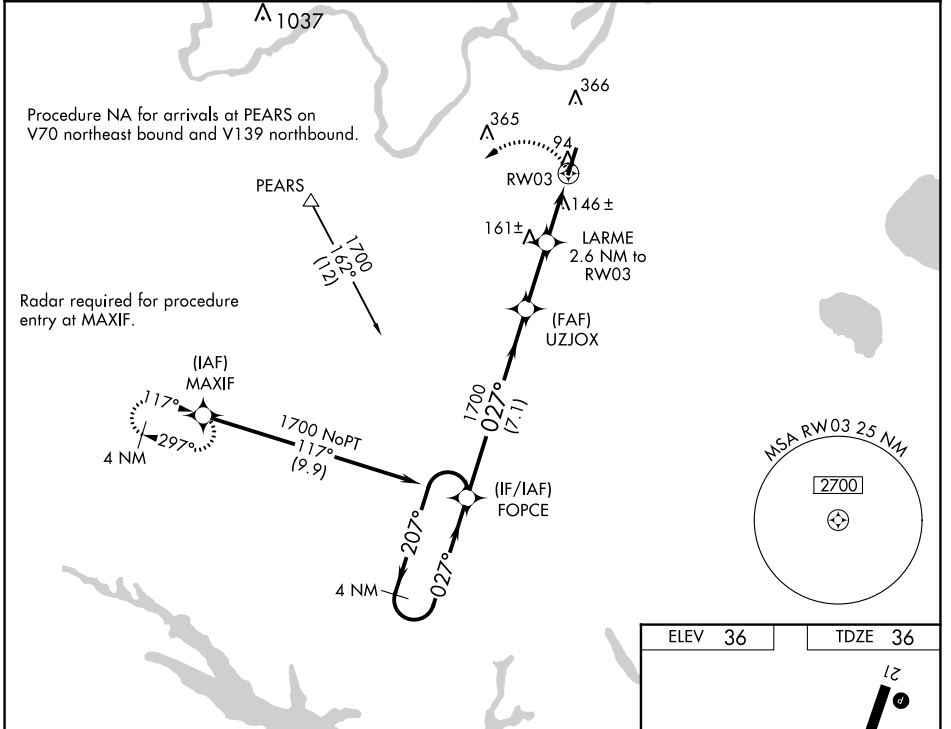 1037
Procedure NA for arrivals at PEARS on
V70 northeast bound and V139 northbound.
366
365
94
RW03
146 ±
161±
LARME
2.6 NM to
RW03
PEARS
1700
162°
(12)
Radar required for procedure
entry at MAXIF.
(FAF)
UZJOX
(IAF)
MAXIF
117°
297°
4 NM
1700 NoPT
117°
(9.9)
1700
027°
(7.1)
(IF/IAF)
FOPCE
207°
027°
4 NM
MSA RW03 25 NM
2700
ELEV 36
TDZE 36
21
P